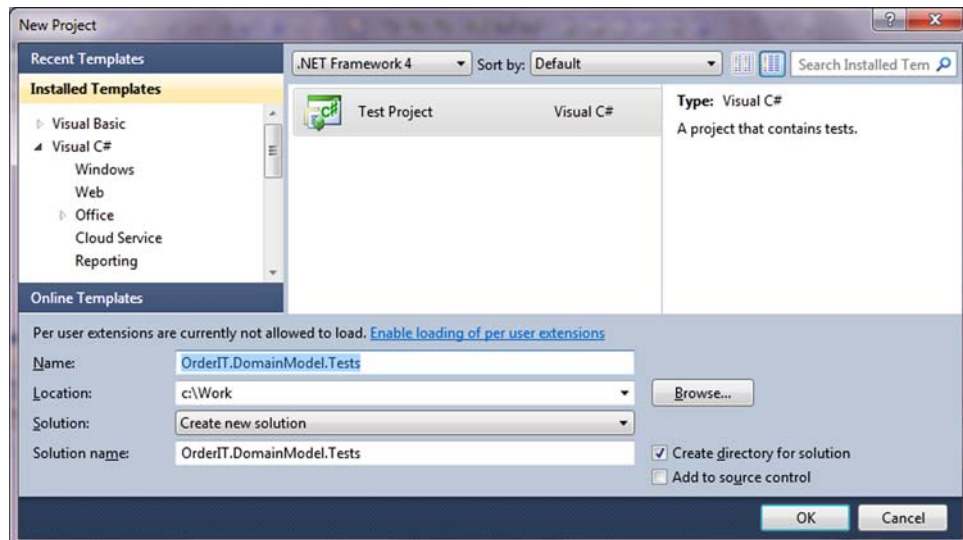 New Project
Recent Templates
Installed Templates
Visual Basic
Visual C#
Windows
Web
Office
Cloud Service
Reporting
Online Templates
.NET Framework 4
Sort by: Default
Search Installed Tem
Test Project Visual C#
Type: Visual C#
A project that contains tests.
Per user extensions are currently not allowed to load. Enable loading of per user extensions
Name: OrderIT.DomainModel.Tests
Location: c:\Work
Browse...
Solution: Create new solution
Solution name: OrderIT.DomainModel.Tests
Create directory for solution
Add to source control
OK Cancel